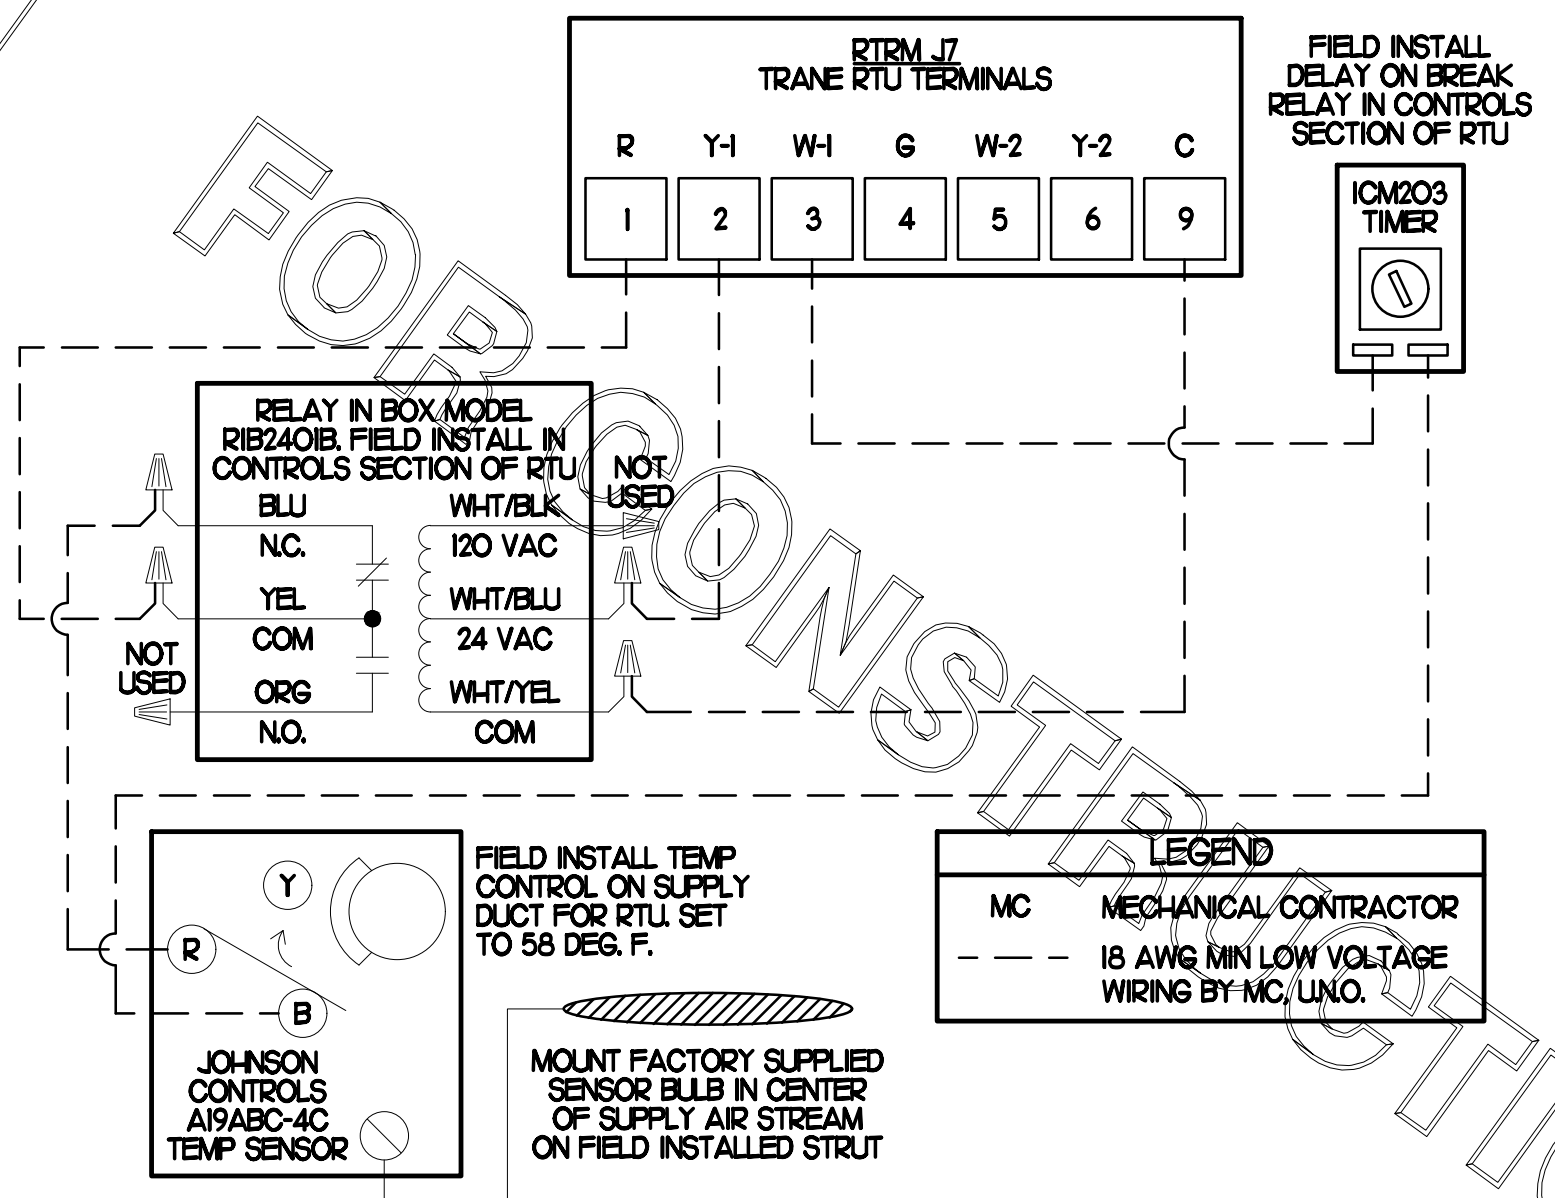 RTRM J7
TRANE RTU TERMINALS
R Y-1 W-1 G W-2 Y-2 C
1 2 3 4 5 6 9
FIELD INSTALL
DELAY ON BREAK
RELAY IN CONTROLS
SECTION OF RTU
ICM203
TIMER
RELAY IN BOX MODEL
RIB2401B. FIELD INSTALL IN
CONTROLS SECTION OF RTU
BLU
N.C.
YEL
COM
ORG
N.O.
WHT/BLK
120 VAC
WHT/BLU
24 VAC
WHT/YEL
COM
NOT
USED
NOT
USED
Y
R
B
JOHNSON
CONTROLS
A19ABC-4C
TEMP SENSOR
FIELD INSTALL TEMP
CONTROL ON SUPPLY
DUCT FOR RTU. SET
TO 58 DEG. F.
MOUNT FACTORY SUPPLIED
SENSOR BULB IN CENTER
OF SUPPLY AIR STREAM
ON FIELD INSTALLED STRUT
LEGEND
MC MECHANICAL CONTRACTOR
18 AWG MIN LOW VOLTAGE
WIRING BY MC, U.N.O.
FOR CONSTRUCTI